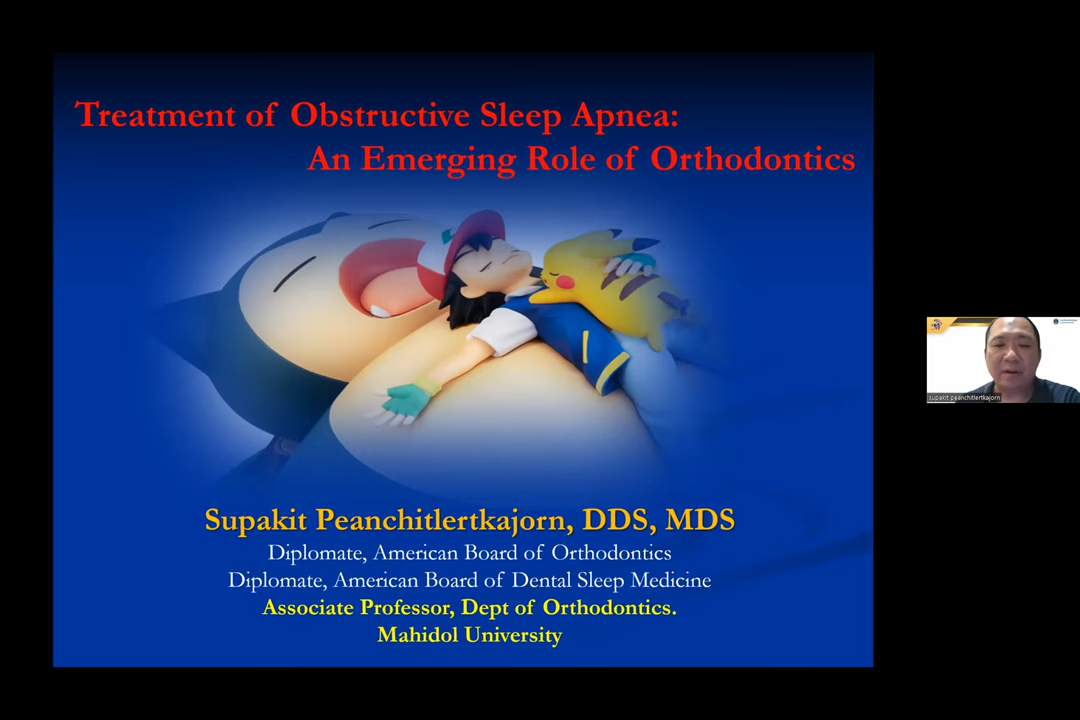 Treatment of Obstructive Sleep Apnea:
An Emerging Role of Orthodontics
Supakit Peanchitlertkajorn, DDS, MDS
Diplomate, American Board of Orthodontics
Diplomate, American Board of Dental Sleep Medicine
Associate Professor, Dept of Orthodontics.
Mahidol University
supakit peanchitlertkajorn